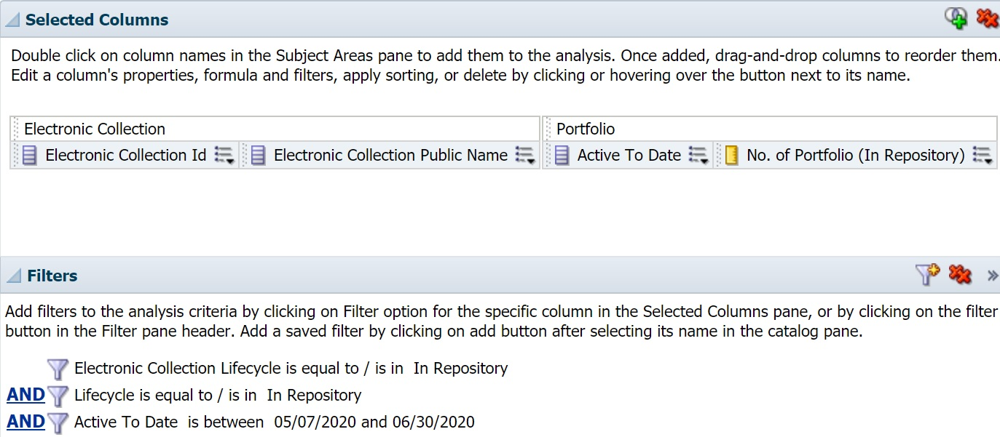 Selected Columns
Double click on column names in the Subject Areas pane to add them to the analysis. Once added, drag-and-drop columns to reorder them.
Edit a column's properties, formula and filters, apply sorting, or delete by clicking or hovering over the button next to its name.
Electronic Collection Portfolio
Electronic Collection Id Electronic Collection Public Name Active To Date No. of Portfolio (In Repository)
Filters
Add filters to the analysis criteria by clicking on Filter option for the specific column in the Selected Columns pane, or by clicking on the filter
button in the Filter pane header. Add a saved filter by clicking on add button after selecting its name in the catalog pane.
Electronic Collection Lifecycle is equal to / is in In Repository
AND Lifecycle is equal to / is in In Repository
AND Active To Date is between 05/07/2020 and 06/30/2020